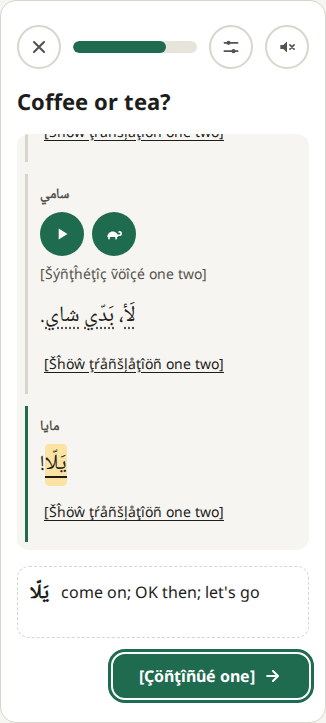 Coffee or tea?
[Šĥöŵ ţŕåñšļåţîöñ one two]
سامي
[Šýñţĥéţîç ṽöîçé one two]
لَأ، بَدّي شاي.
[Šĥöŵ ţŕåñšļåţîöñ one two]
مايا
يَلّا!
[Šĥöŵ ţŕåñšļåţîöñ one two]
يَلّا come on; OK then; let's go
[Çöñţîñûé one]